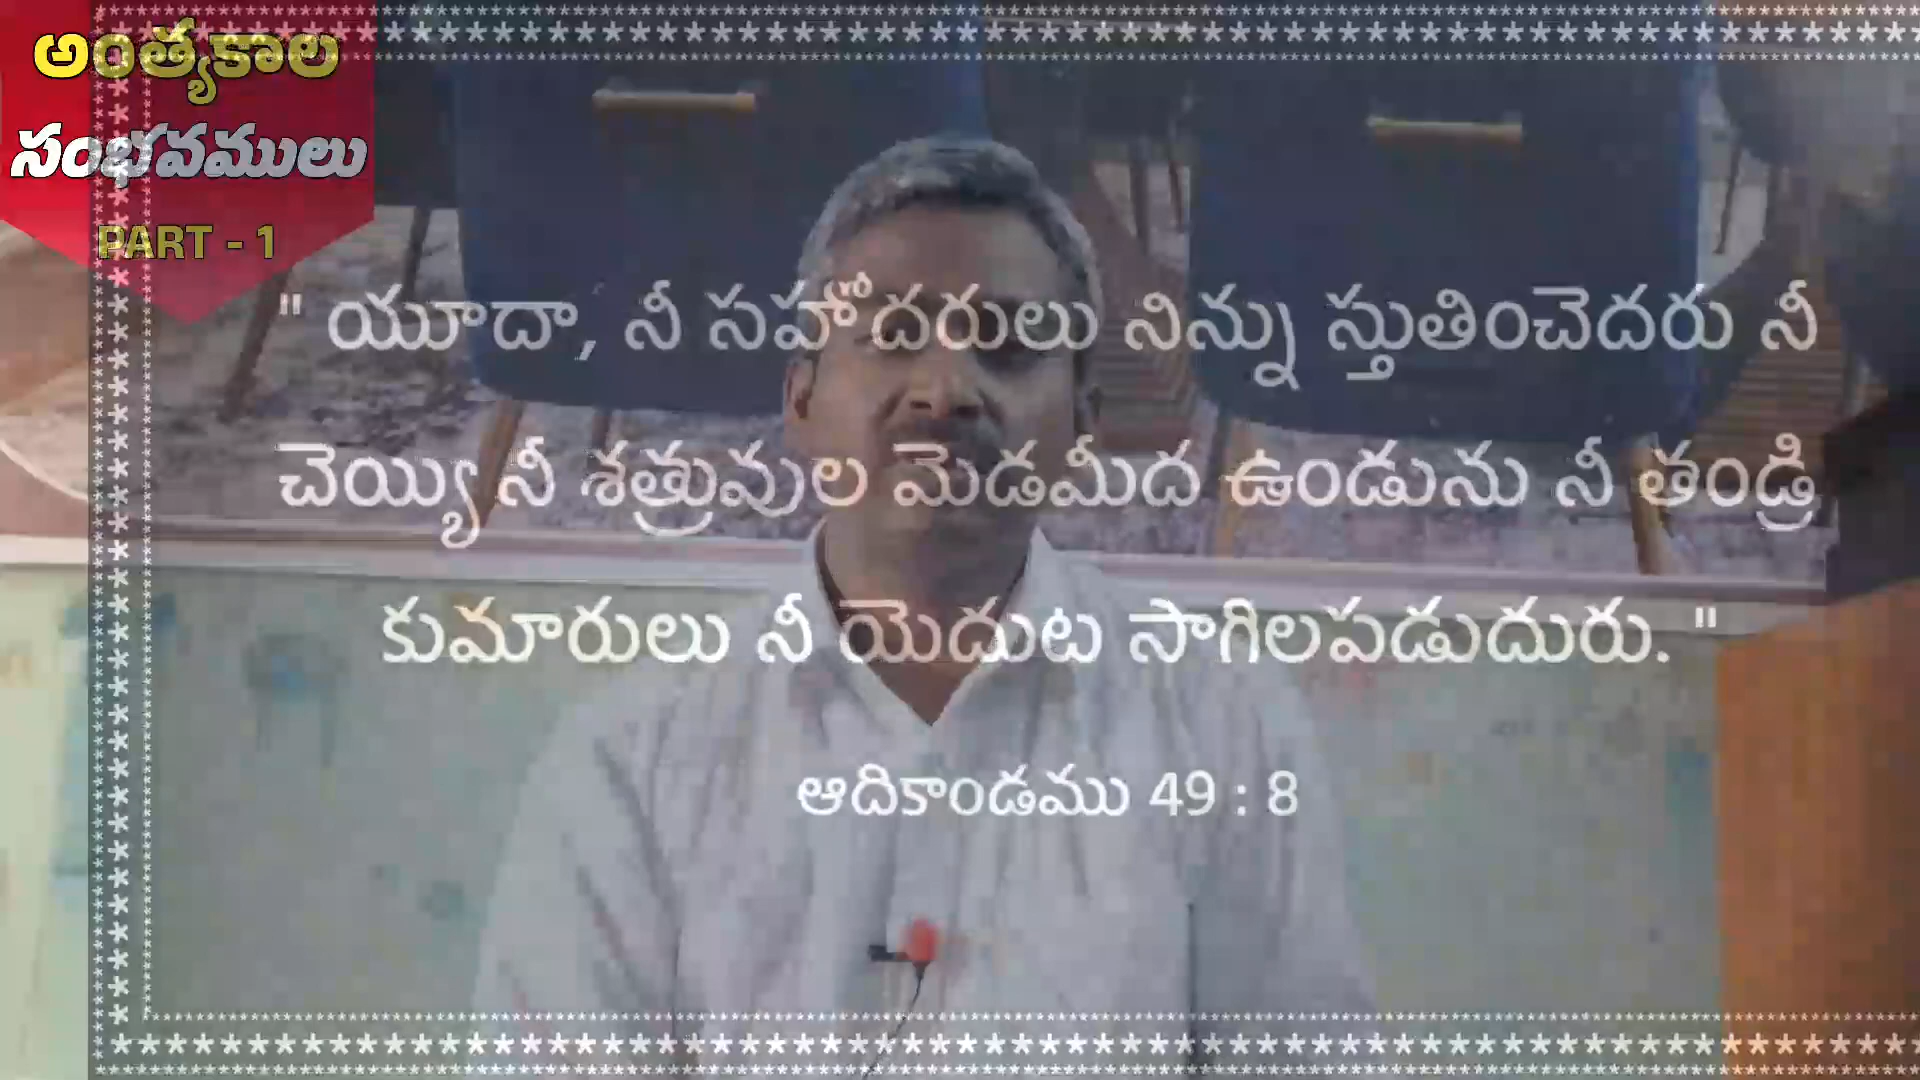 అంత్యకాల
సంభవములు
PART - 1
" యూదా, నీ సహోదరులు నిన్ను స్తుతించెదరు నీ
చెయ్యి నీ శత్రువుల మెడమీద ఉండును నీ తండ్రి
కుమారులు నీ యెదుట సాగిలపడుదురు. "
ఆదికాండము 49 : 8